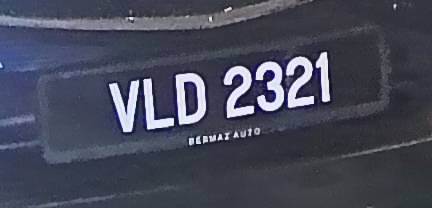 VLD 2321
BERMAZ AUTO